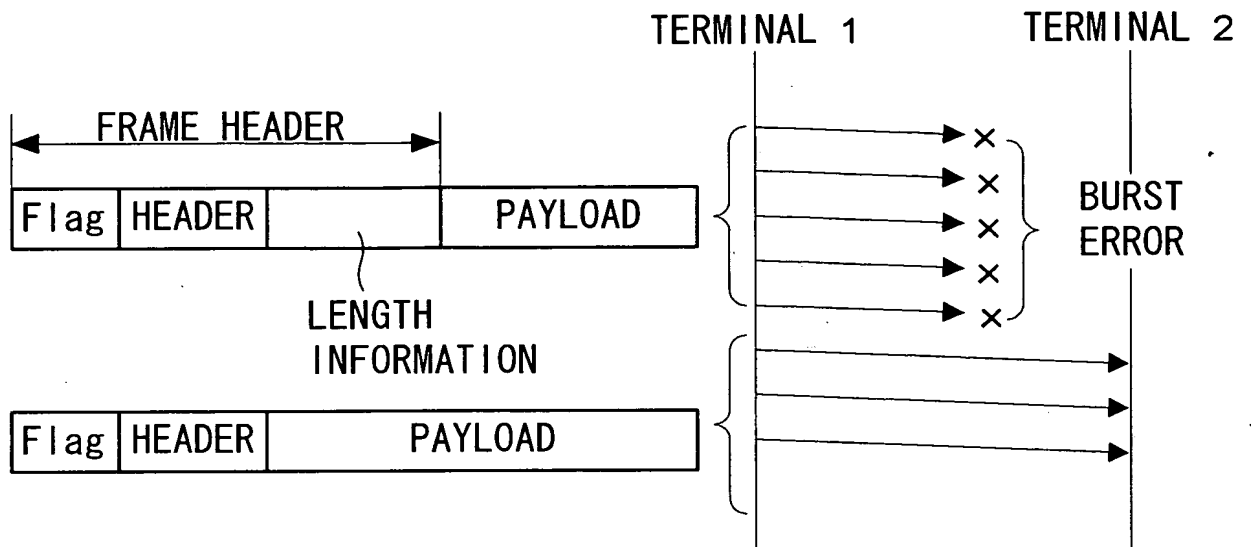 TERMINAL 1
TERMINAL 2
FRAME HEADER
Flag
HEADER
PAYLOAD
BURST
ERROR
LENGTH
INFORMATION
Flag
HEADER
PAYLOAD